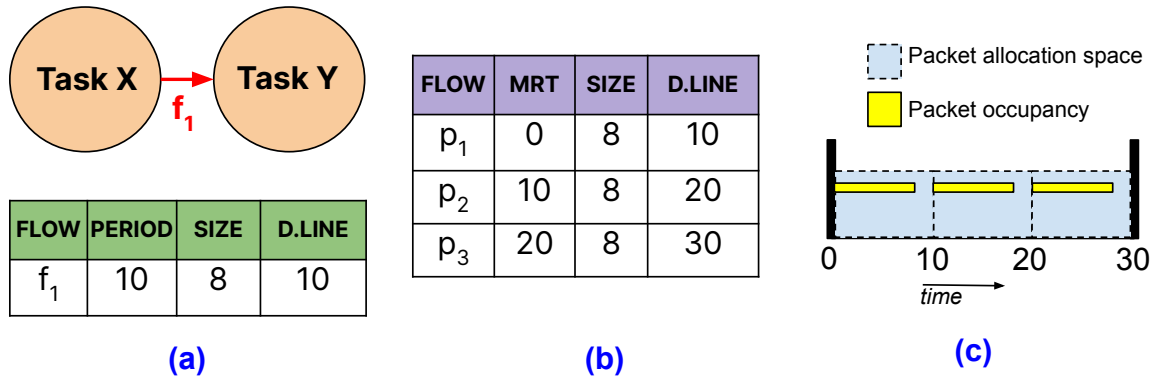 Task X
Task Y
f1
FLOW PERIOD SIZE D.LINE
f1 10 8 10
(a)
FLOW MRT SIZE D.LINE
p1 0 8 10
p2 10 8 20
p3 20 8 30
(b)
Packet allocation space
Packet occupancy
0 10 20 30
time
(c)